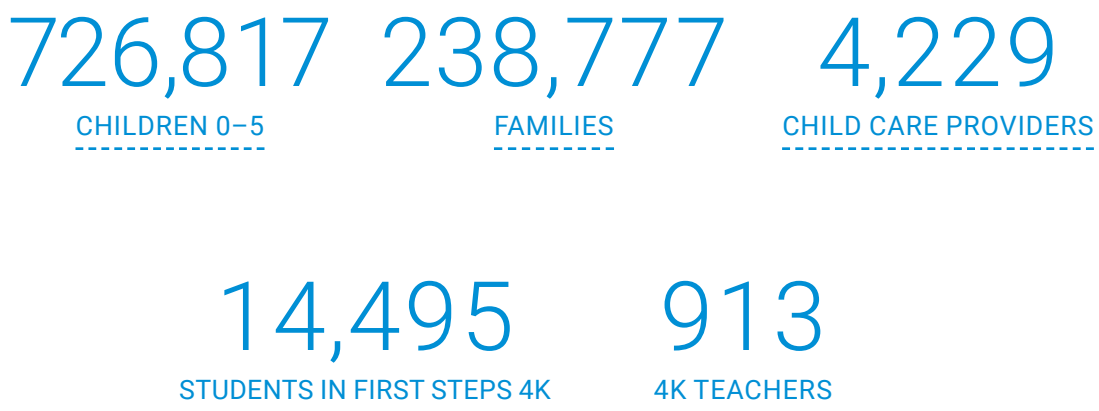 726,817 238,777 4,229
CHILDREN 0–5 FAMILIES CHILD CARE PROVIDERS
14,495 913
STUDENTS IN FIRST STEPS 4K 4K TEACHERS